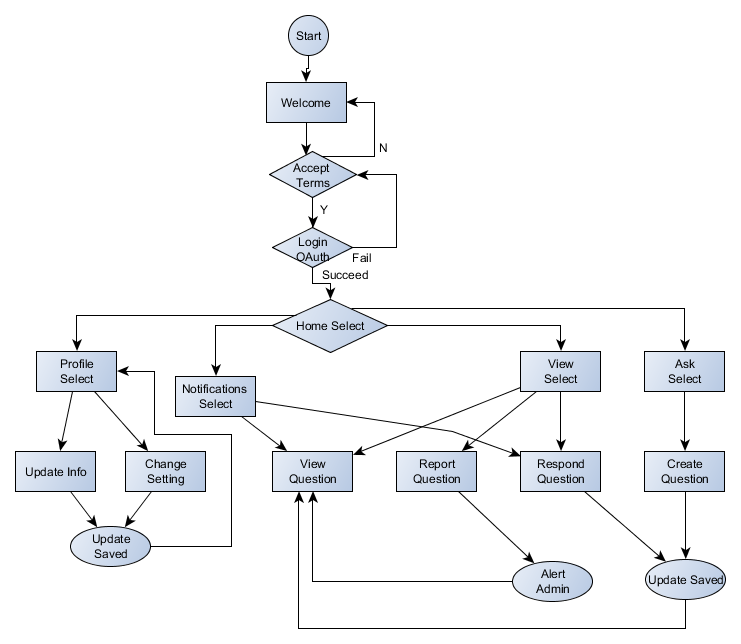 Start
Welcome
N
Accept
Terms
Y
Login
OAuth
Fail
Succeed
Home Select
Profile
Select
Notifications
Select
View
Select
Ask
Select
Update Info
Change
Setting
View
Question
Report
Question
Respond
Question
Create
Question
Update
Saved
Alert
Admin
Update Saved